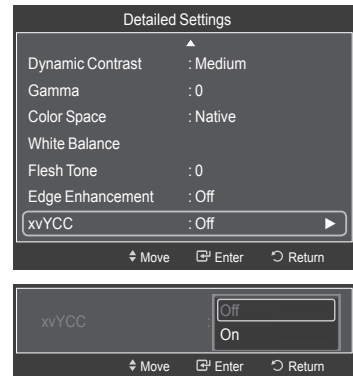 Detailed Settings
Dynamic Contrast : Medium
Gamma : 0
Color Space : Native
White Balance
Flesh Tone : 0
Edge Enhancement : Off
xvYCC : Off
Move Enter Return
xvYCC : Off
On
Move Enter Return